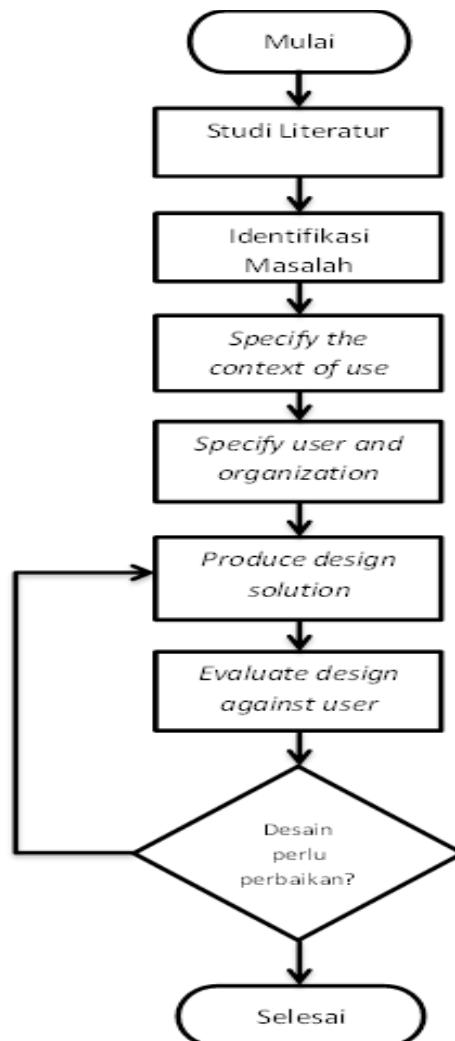 Mulai
Studi Literatur
Identifikasi
Masalah
Specify the
context of use
Specify user and
organization
Produce design
solution
Evaluate design
against user
Desain
perlu
perbaikan?
Selesai